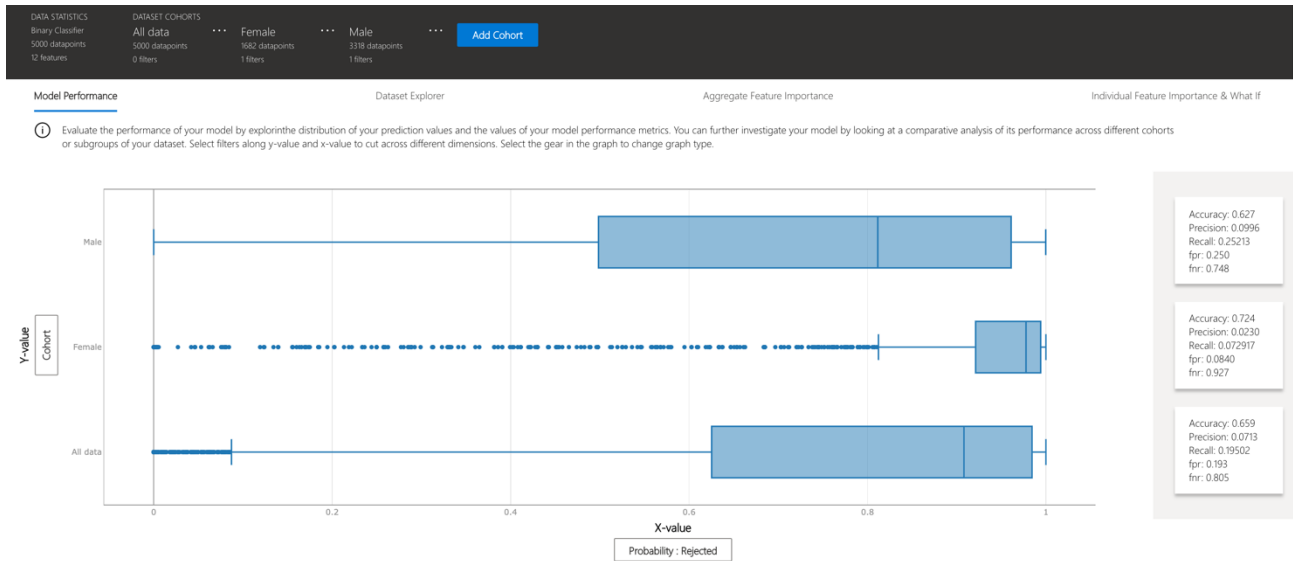 DATA STATISTICS
Binary Classifier
5000 datapoints
12 features
DATASET COHORTS
All data ...
5000 datapoints
0 filters
Female ...
1682 datapoints
1 filters
Male ...
3318 datapoints
1 filters
Add Cohort
Model Performance
Dataset Explorer
Aggregate Feature Importance
Individual Feature Importance & What If
Evaluate the performance of your model by explorinthe distribution of your prediction values and the values of your model performance metrics. You can further investigate your model by looking at a comparative analysis of its performance across different cohorts
or subgroups of your dataset. Select filters along y-value and x-value to cut across different dimensions. Select the gear in the graph to change graph type.
Y-value
Cohort
Male
Female
All data
0 0.2 0.4 0.6 0.8 1
X-value
Probability : Rejected
Accuracy: 0.627
Precision: 0.0996
Recall: 0.25213
fpr: 0.250
fnr: 0.748
Accuracy: 0.724
Precision: 0.0230
Recall: 0.072917
fpr: 0.0840
fnr: 0.927
Accuracy: 0.659
Precision: 0.0713
Recall: 0.19502
fpr: 0.193
fnr: 0.805